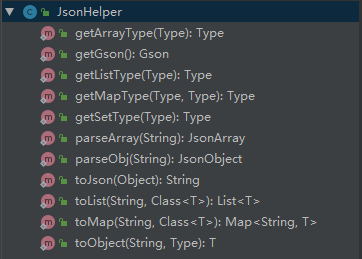 JsonHelper
getArrayType(Type): Type
getGson(): Gson
getListType(Type): Type
getMapType(Type, Type): Type
getSetType(Type): Type
parseArray(String): JsonArray
parseObj(String): JsonObject
toJson(Object): String
toList(String, Class<T>): List<T>
toMap(String, Class<T>): Map<String, T>
toObject(String, Type): T